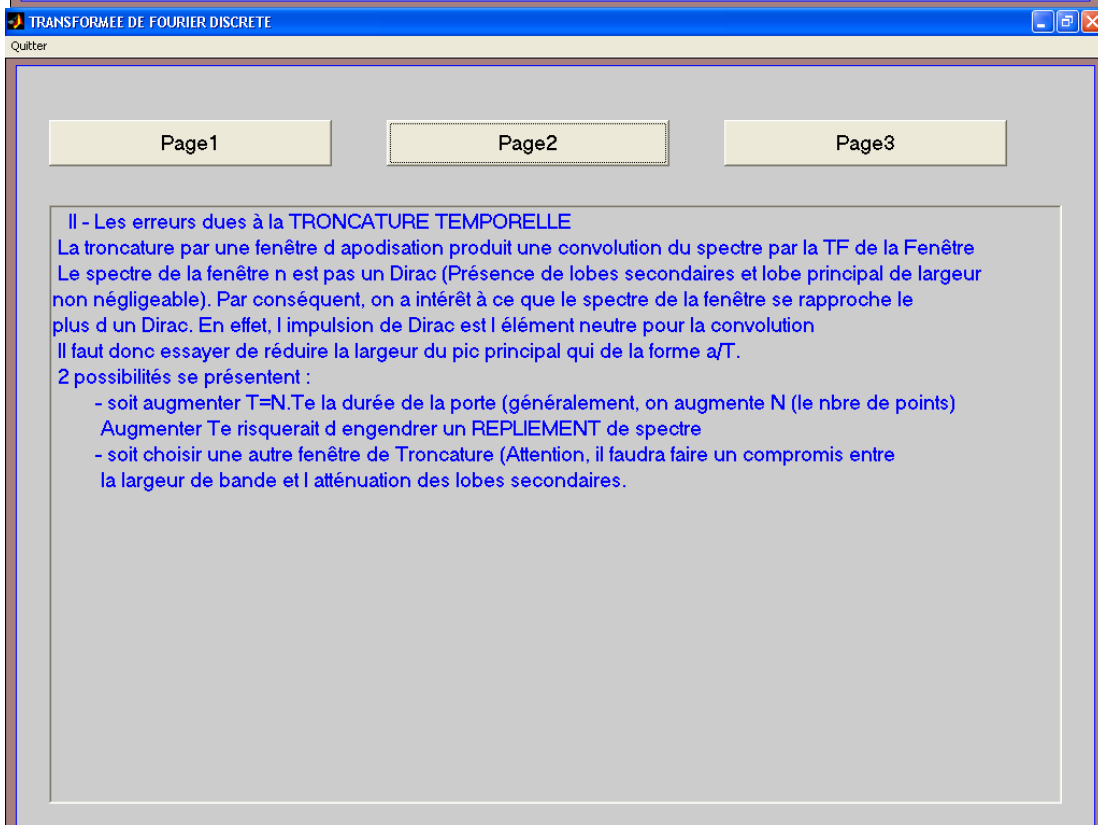 TRANSFORMEE DE FOURIER DISCRETE
Quitter
Page1
Page2
Page3
II - Les erreurs dues à la TRONCATURE TEMPORELLE
La troncature par une fenêtre d apodisation produit une convolution du spectre par la TF de la Fenêtre
Le spectre de la fenêtre n est pas un Dirac (Présence de lobes secondaires et lobe principal de largeur
non négligeable). Par conséquent, on a intérêt à ce que le spectre de la fenêtre se rapproche le
plus d un Dirac. En effet, l impulsion de Dirac est l élément neutre pour la convolution
Il faut donc essayer de réduire la largeur du pic principal qui de la forme a/T.
2 possibilités se présentent :
- soit augmenter T=N.Te la durée de la porte (généralement, on augmente N (le nbre de points)
Augmenter Te risquerait d engendrer un REPLIEMENT de spectre
- soit choisir une autre fenêtre de Troncature (Attention, il faudra faire un compromis entre
la largeur de bande et l atténuation des lobes secondaires.